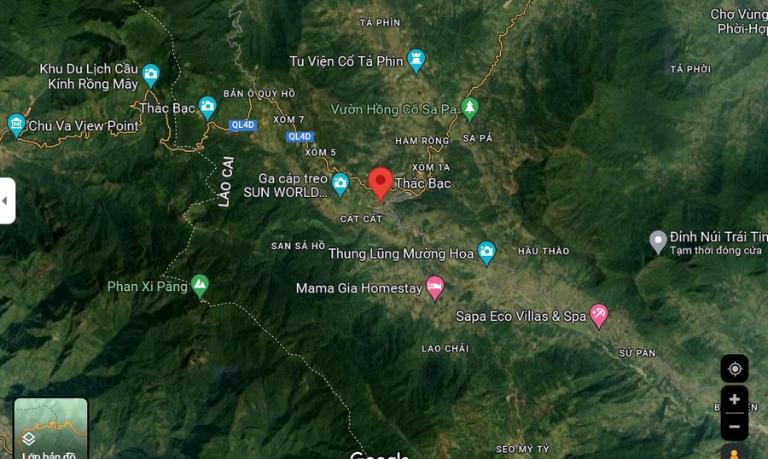 TẢ PHÌN
Chợ Vùng
Phời-Hợp
Tu Viện Cổ Tả Phìn
Khu Du Lịch Cầu
Kính Rồng Mây
TẢ PHỜI
BẢN Ô QUÝ HỒ
Thác Bạc
Vườn Hồng Cổ Sa Pa
Chu Va View Point
XÓM 7
QL4D
QL4D
HÀM RỒNG
SA PẢ
XÓM 5
LÀO CAI
XÓM 1A
Ga cáp treo
SUN WORLD...
Thác Bạc
CÁT CÁT
SAN SẢ HỒ
Đỉnh Núi Trái Tim
Tạm thời đóng cửa
Thung Lũng Mường Hoa
HẦU THÀO
Phan Xi Păng
Mama Gia Homestay
Sapa Eco Villas & Spa
LAO CHẢI
SỬ PÁN
SÉO MÝ TỶ
Lớp bản đồ
Google